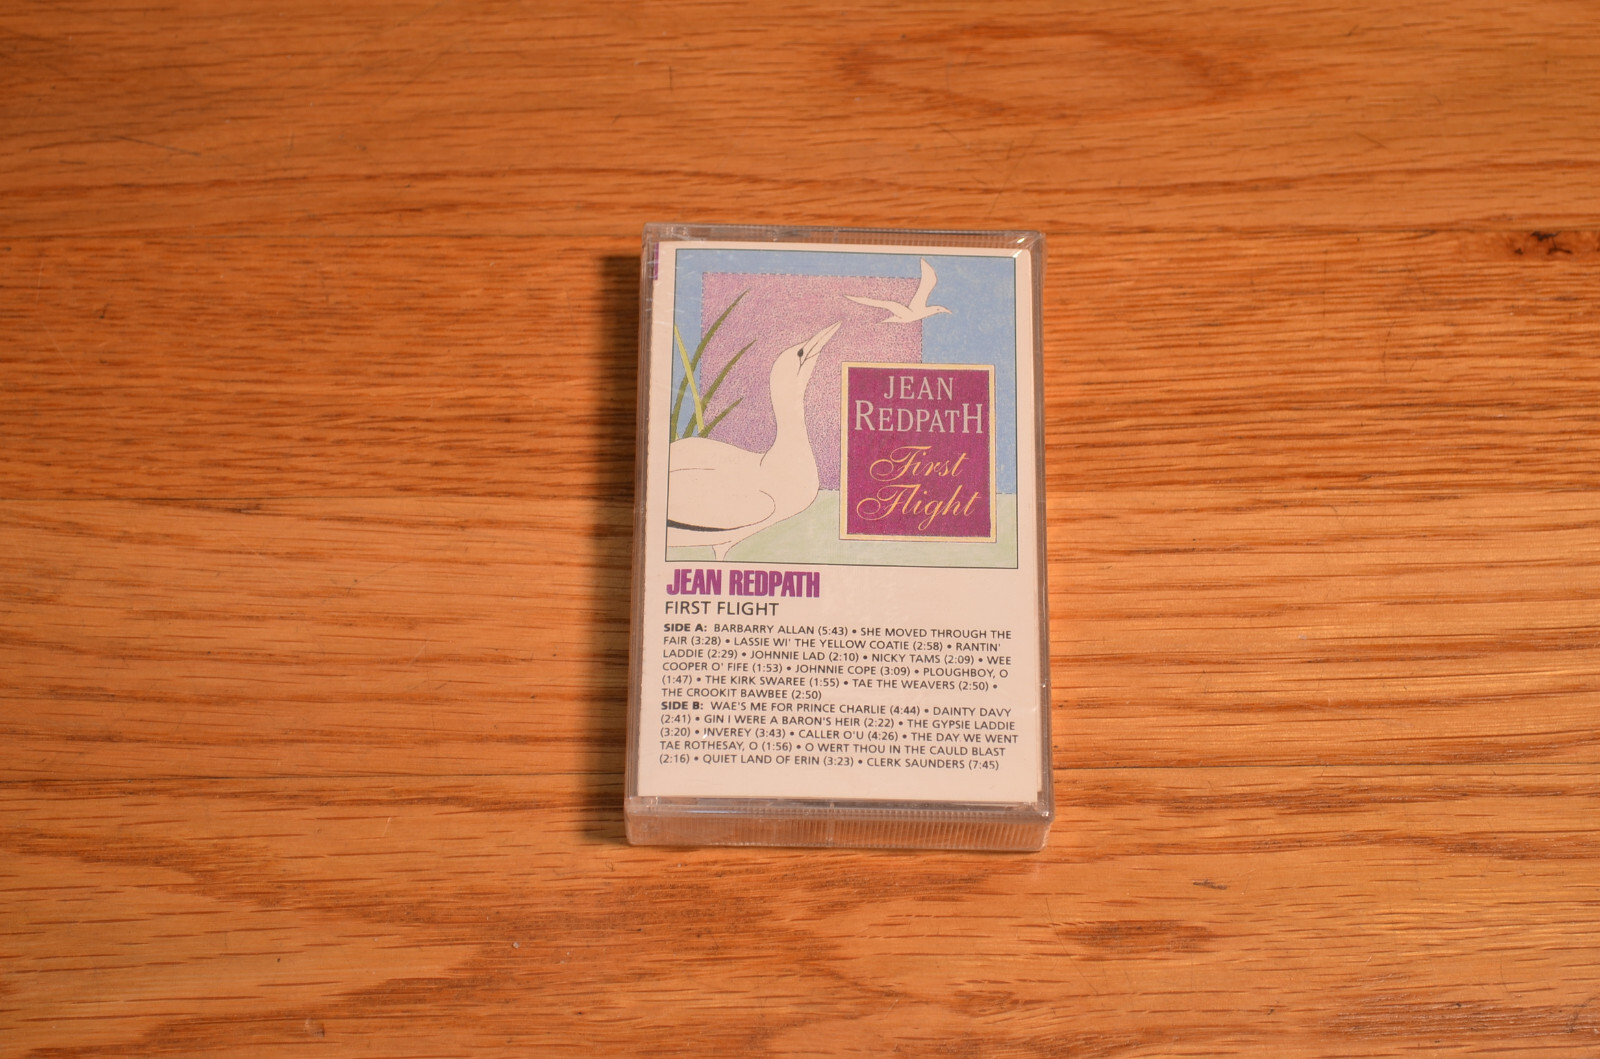 JEAN
REDPATH
First
Flight
JEAN REDPATH
FIRST FLIGHT
SIDE A: BARBARRY ALLAN (5:43) • SHE MOVED THROUGH THE
FAIR (3:28) • LASSIE WI' THE YELLOW COATIE (2:58) • RANTIN'
LADDIE (2:29) • JOHNNIE LAD (2:10) • NICKY TAMS (2:09) • WEE
COOPER O' FIFE (1:53) • JOHNNIE COPE (3:09) • PLOUGHBOY, O
(1:47) • THE KIRK SWAREE (1:55) • TAE THE WEAVERS (2:50) •
THE CROOKIT BAWBEE (2:50)
SIDE B: WAE'S ME FOR PRINCE CHARLIE (4:44) • DAINTY DAVY
(2:41) • GIN I WERE A BARON'S HEIR (2:22) • THE GYPSIE LADDIE
(3:20) • INVEREY (3:43) • CALLER O'U (4:26) • THE DAY WE WENT
TAE ROTHESAY, O (1:56) • O WERT THOU IN THE CAULD BLAST
(2:16) • QUIET LAND OF ERIN (3:23) • CLERK SAUNDERS (7:45)